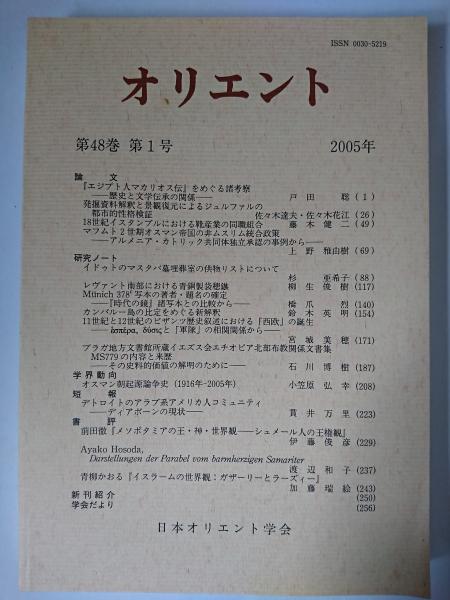 ISSN 0030-5219
オリエント
第48巻 第1号 2005年
論文
『エジプト人マカリオス伝』をめぐる諸考察
――歴史と文学伝承の関係―― 戸田 聡 (1)
発掘資料解釈と景観復元によるジュルファルの
都市的性格検証 佐々木達夫・佐々木花江 (26)
18世紀イスタンブルにおける靴産業の同職組合 藤木健二 (49)
マフムト2世期オスマン帝国の非ムスリム統合政策
――アルメニア・カトリック共同体独立承認の事例から――
上野雅由樹 (69)
研究ノート
イドゥトのマスタバ墓埋葬室の供物リストについて
杉 亜希子 (88)
レヴァント南部における青銅製袋穂鏃 柳生俊樹 (117)
Münich 378c写本の著者・題名の確定
――『時代の鏡』諸写本との比較から―― 橋爪 烈 (140)
カンバルー島の比定をめぐる新解釈 鈴木英明 (154)
11世紀と12世紀のビザンツ歴史叙述における「西欧」の誕生
――ἑσπέρα, δύσιςと「軍隊」の相関関係から――
宮城美穂 (171)
ブラガ地方文書館所蔵イエズス会エチオピア北部布教関係文書集
MS779の内容と来歴
――その史料的価値の解明のために―― 石川博樹 (187)
学界動向
オスマン朝起源論争史 (1916年-2005年) 小笠原弘幸 (208)
短報
デトロイトのアラブ系アメリカ人コミュニティ
――ディアボーンの現状―― 貫井万里 (223)
書評
前田徹『メソポタミアの王・神・世界観――シュメール人の王権観』
伊藤俊彦 (229)
Ayako Hosoda,
Darstellungen der Parabel vom barmherzigen Samariter
渡辺和子 (237)
青柳かおる『イスラームの世界観:ガザーリーとラーズィー』
加藤瑞絵 (243)
新刊紹介 (250)
学会だより (256)
日本オリエント学会